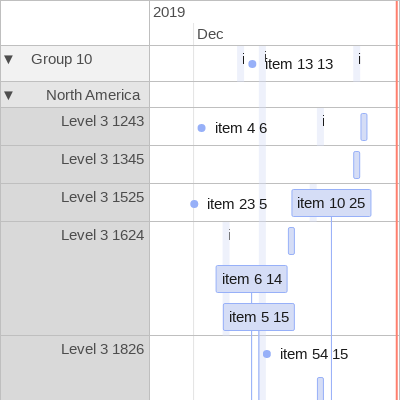 2019
Dec
▼ Group 10
i
i
item 13 13
i
▼ North America
Level 3 1243
item 4 6
i
Level 3 1345
Level 3 1525
item 23 5
item 10 25
Level 3 1624
i
item 6 14
item 5 15
Level 3 1826
item 54 15